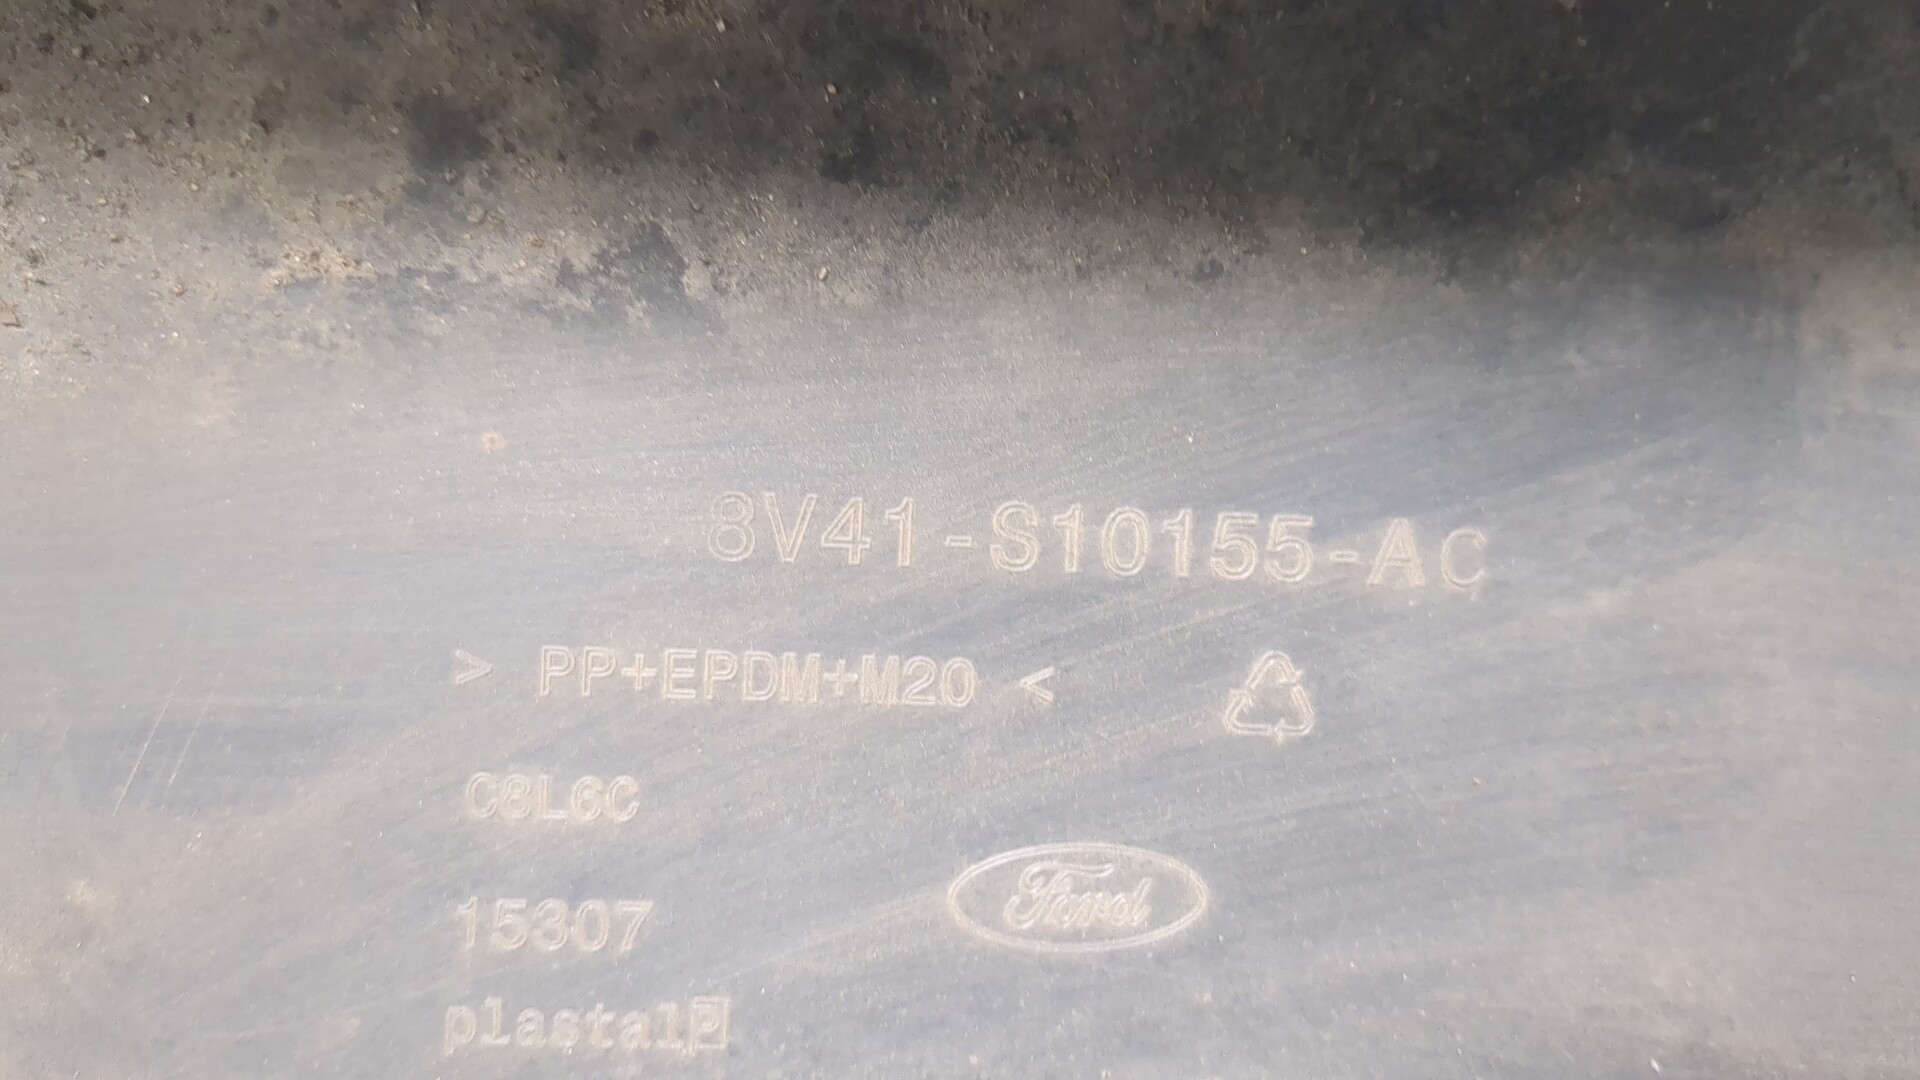 8V41-S10155-AC
> PP+EPDM+M20 <
C8L6C
Ford
15307
plastal P